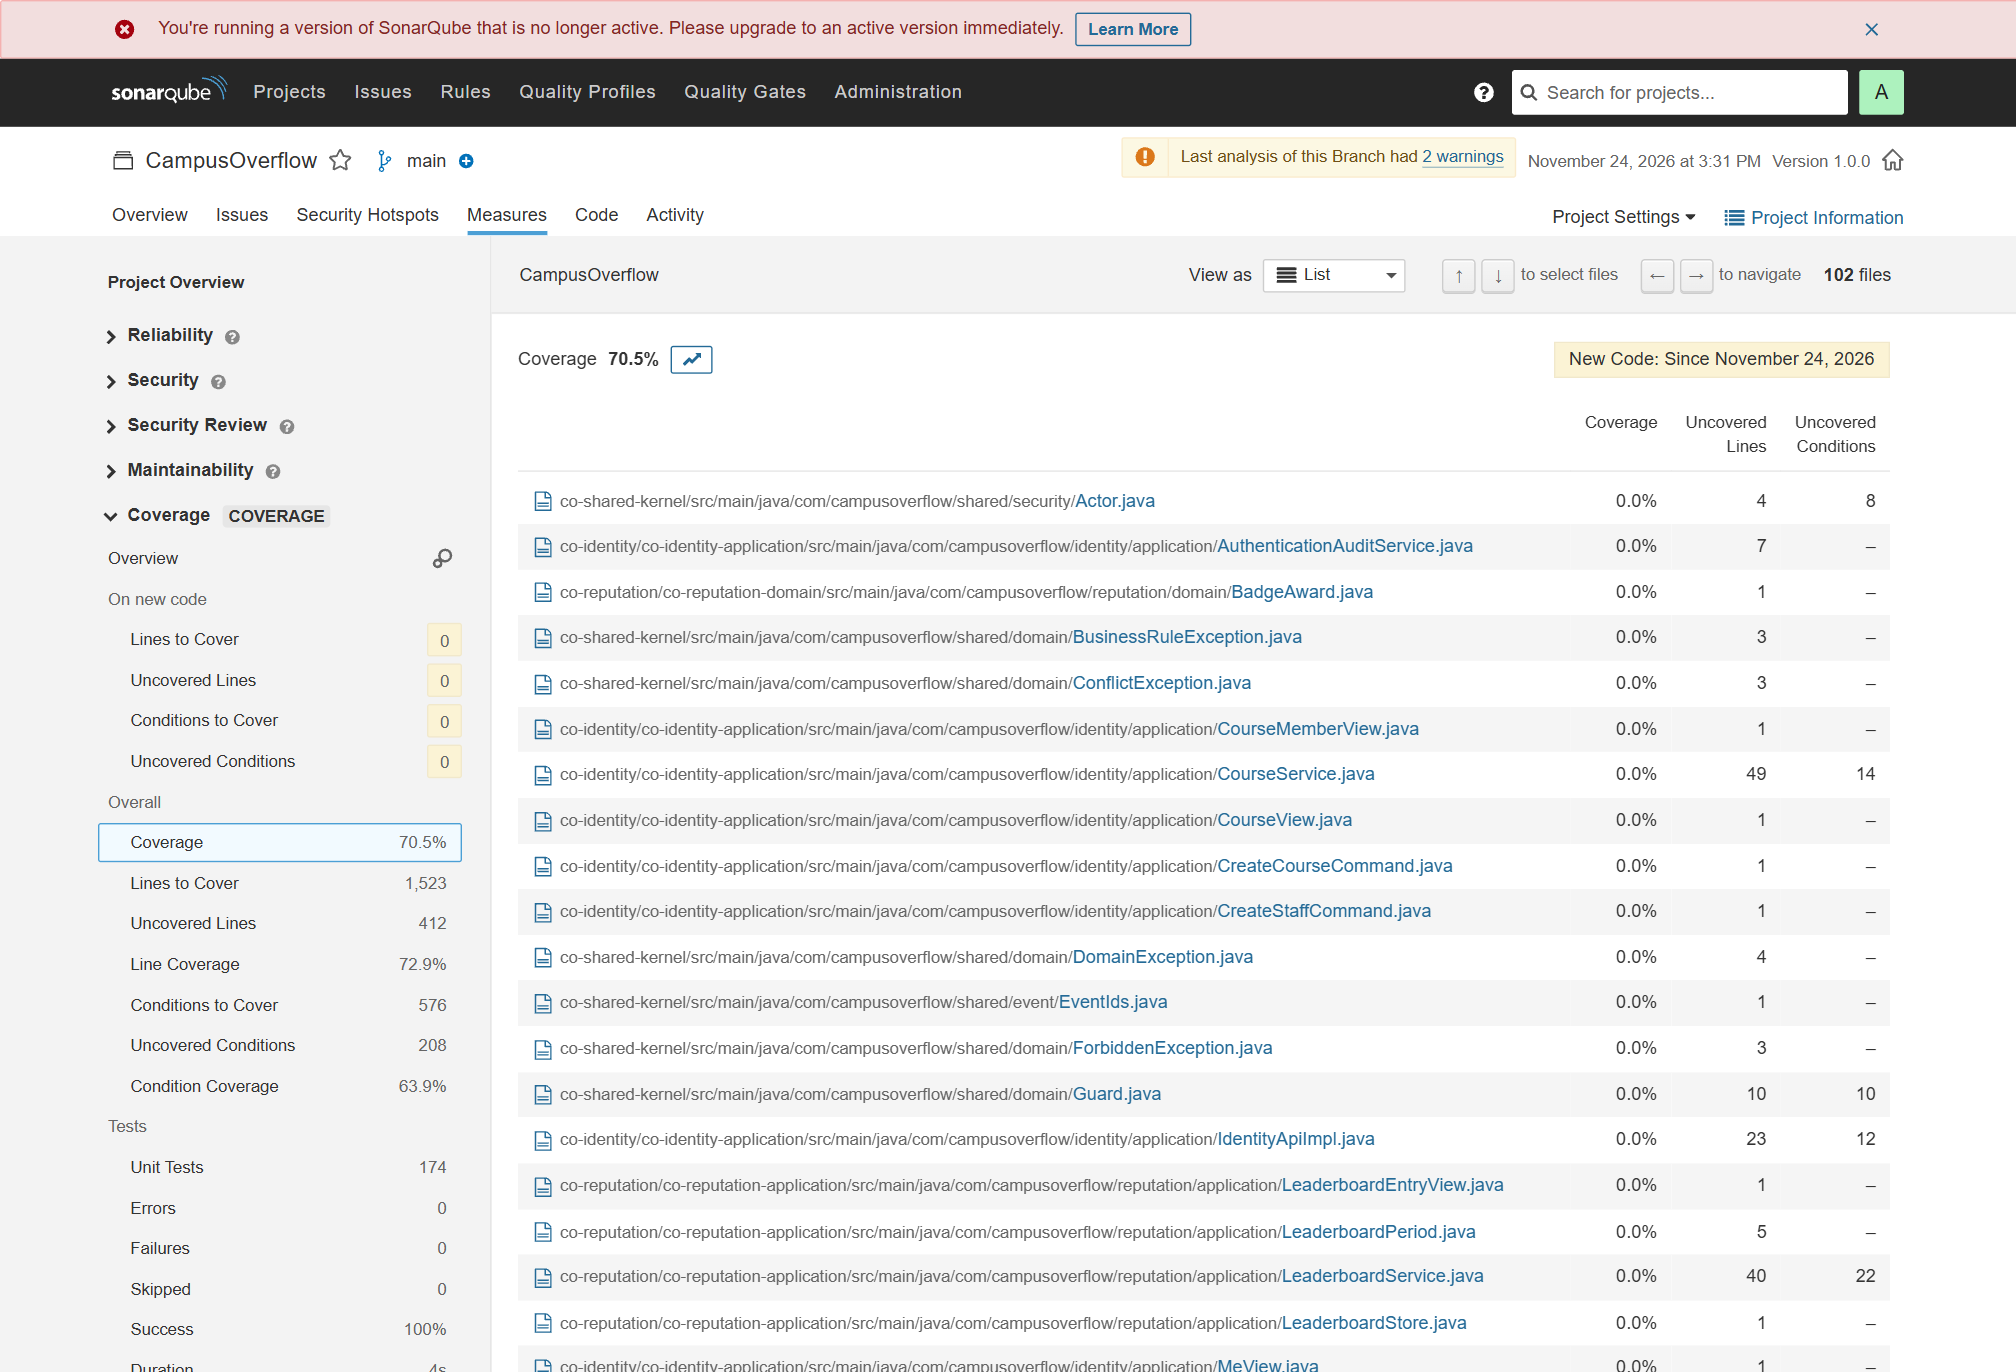 You're running a version of SonarQube that is no longer active. Please upgrade to an active version immediately. Learn More
sonarqube Projects Issues Rules Quality Profiles Quality Gates Administration Search for projects... A
CampusOverflow main Last analysis of this Branch had 2 warnings November 24, 2026 at 3:31 PM Version 1.0.0
Overview Issues Security Hotspots Measures Code Activity Project Settings Project Information
Project Overview
Reliability
Security
Security Review
Maintainability
Coverage COVERAGE
Overview
On new code
Lines to Cover 0
Uncovered Lines 0
Conditions to Cover 0
Uncovered Conditions 0
Overall
Coverage 70.5%
Lines to Cover 1,523
Uncovered Lines 412
Line Coverage 72.9%
Conditions to Cover 576
Uncovered Conditions 208
Condition Coverage 63.9%
Tests
Unit Tests 174
Errors 0
Failures 0
Skipped 0
Success 100%
Duration 4s
CampusOverflow View as List ↑ ↓ to select files ← → to navigate 102 files
Coverage 70.5% New Code: Since November 24, 2026
Coverage Uncovered Lines Uncovered Conditions
co-shared-kernel/src/main/java/com/campusoverflow/shared/security/Actor.java 0.0% 4 8
co-identity/co-identity-application/src/main/java/com/campusoverflow/identity/application/AuthenticationAuditService.java 0.0% 7 –
co-reputation/co-reputation-domain/src/main/java/com/campusoverflow/reputation/domain/BadgeAward.java 0.0% 1 –
co-shared-kernel/src/main/java/com/campusoverflow/shared/domain/BusinessRuleException.java 0.0% 3 –
co-shared-kernel/src/main/java/com/campusoverflow/shared/domain/ConflictException.java 0.0% 3 –
co-identity/co-identity-application/src/main/java/com/campusoverflow/identity/application/CourseMemberView.java 0.0% 1 –
co-identity/co-identity-application/src/main/java/com/campusoverflow/identity/application/CourseService.java 0.0% 49 14
co-identity/co-identity-application/src/main/java/com/campusoverflow/identity/application/CourseView.java 0.0% 1 –
co-identity/co-identity-application/src/main/java/com/campusoverflow/identity/application/CreateCourseCommand.java 0.0% 1 –
co-identity/co-identity-application/src/main/java/com/campusoverflow/identity/application/CreateStaffCommand.java 0.0% 1 –
co-shared-kernel/src/main/java/com/campusoverflow/shared/domain/DomainException.java 0.0% 4 –
co-shared-kernel/src/main/java/com/campusoverflow/shared/event/EventIds.java 0.0% 1 –
co-shared-kernel/src/main/java/com/campusoverflow/shared/domain/ForbiddenException.java 0.0% 3 –
co-shared-kernel/src/main/java/com/campusoverflow/shared/domain/Guard.java 0.0% 10 10
co-identity/co-identity-application/src/main/java/com/campusoverflow/identity/application/IdentityApiImpl.java 0.0% 23 12
co-reputation/co-reputation-application/src/main/java/com/campusoverflow/reputation/application/LeaderboardEntryView.java 0.0% 1 –
co-reputation/co-reputation-application/src/main/java/com/campusoverflow/reputation/application/LeaderboardPeriod.java 0.0% 5 –
co-reputation/co-reputation-application/src/main/java/com/campusoverflow/reputation/application/LeaderboardService.java 0.0% 40 22
co-reputation/co-reputation-application/src/main/java/com/campusoverflow/reputation/application/LeaderboardStore.java 0.0% 1 –
co-identity/co-identity-application/src/main/java/com/campusoverflow/identity/application/MeView.java 0.0% 1 –